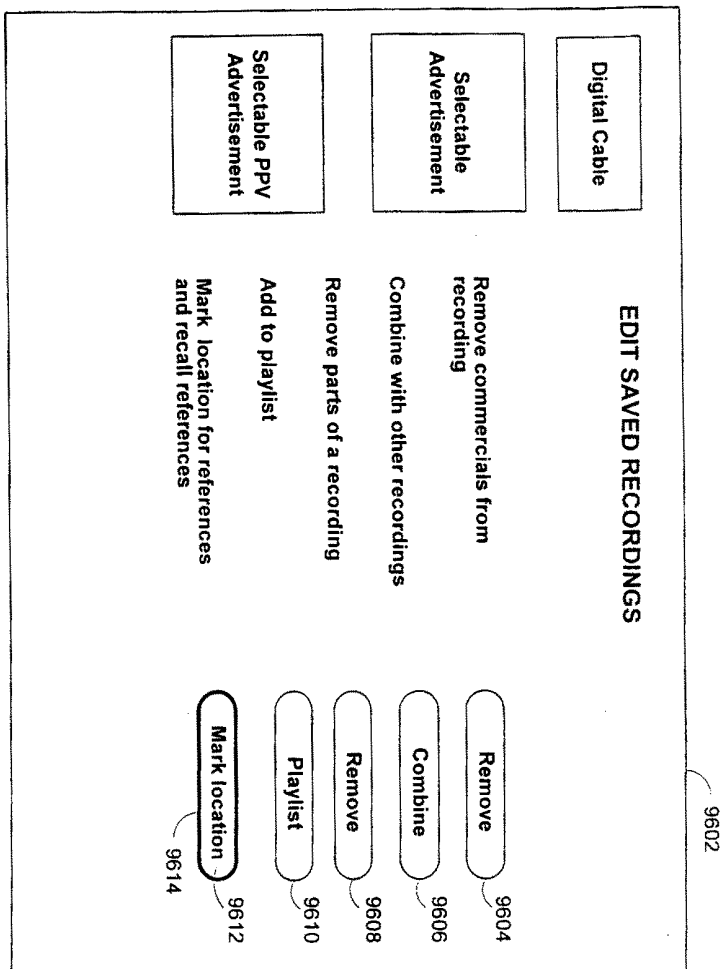 9602
Digital Cable
EDIT SAVED RECORDINGS
Selectable
Advertisement
Remove commercials from
recording
Remove
9604
Combine with other recordings
Combine
9606
Remove parts of a recording
Remove
9608
Selectable PPV
Advertisement
Add to playlist
Playlist
9610
Mark location for references
and recall references
Mark location
9612
9614